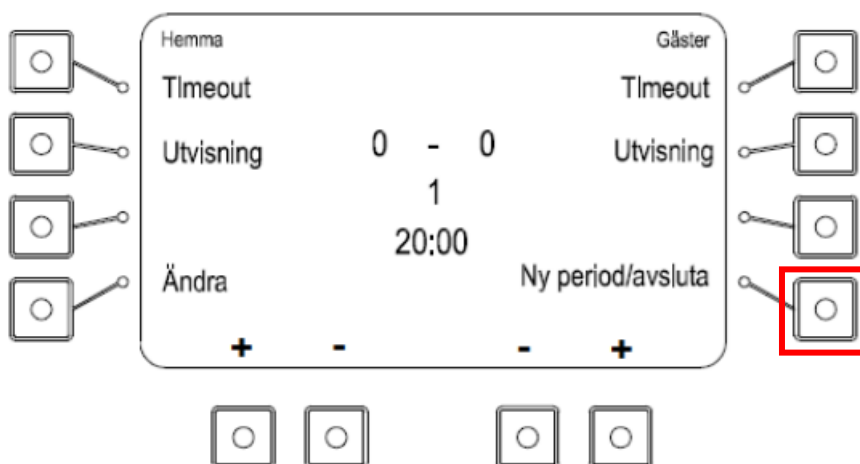 Hemma Gäster
TImeout TImeout
Utvisning 0 - 0 Utvisning
1
20:00
Ändra Ny period/avsluta
+ - - +